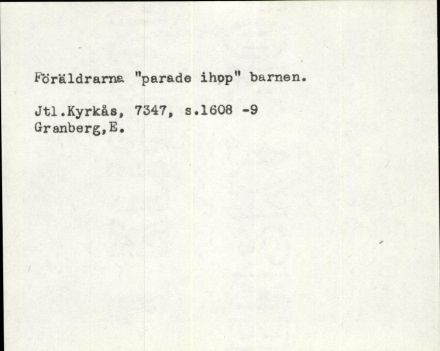 Föräldrarna "parade ihop" barnen.
Jtl.Kyrkås, 7347, s.1608 -9
Granberg,E.